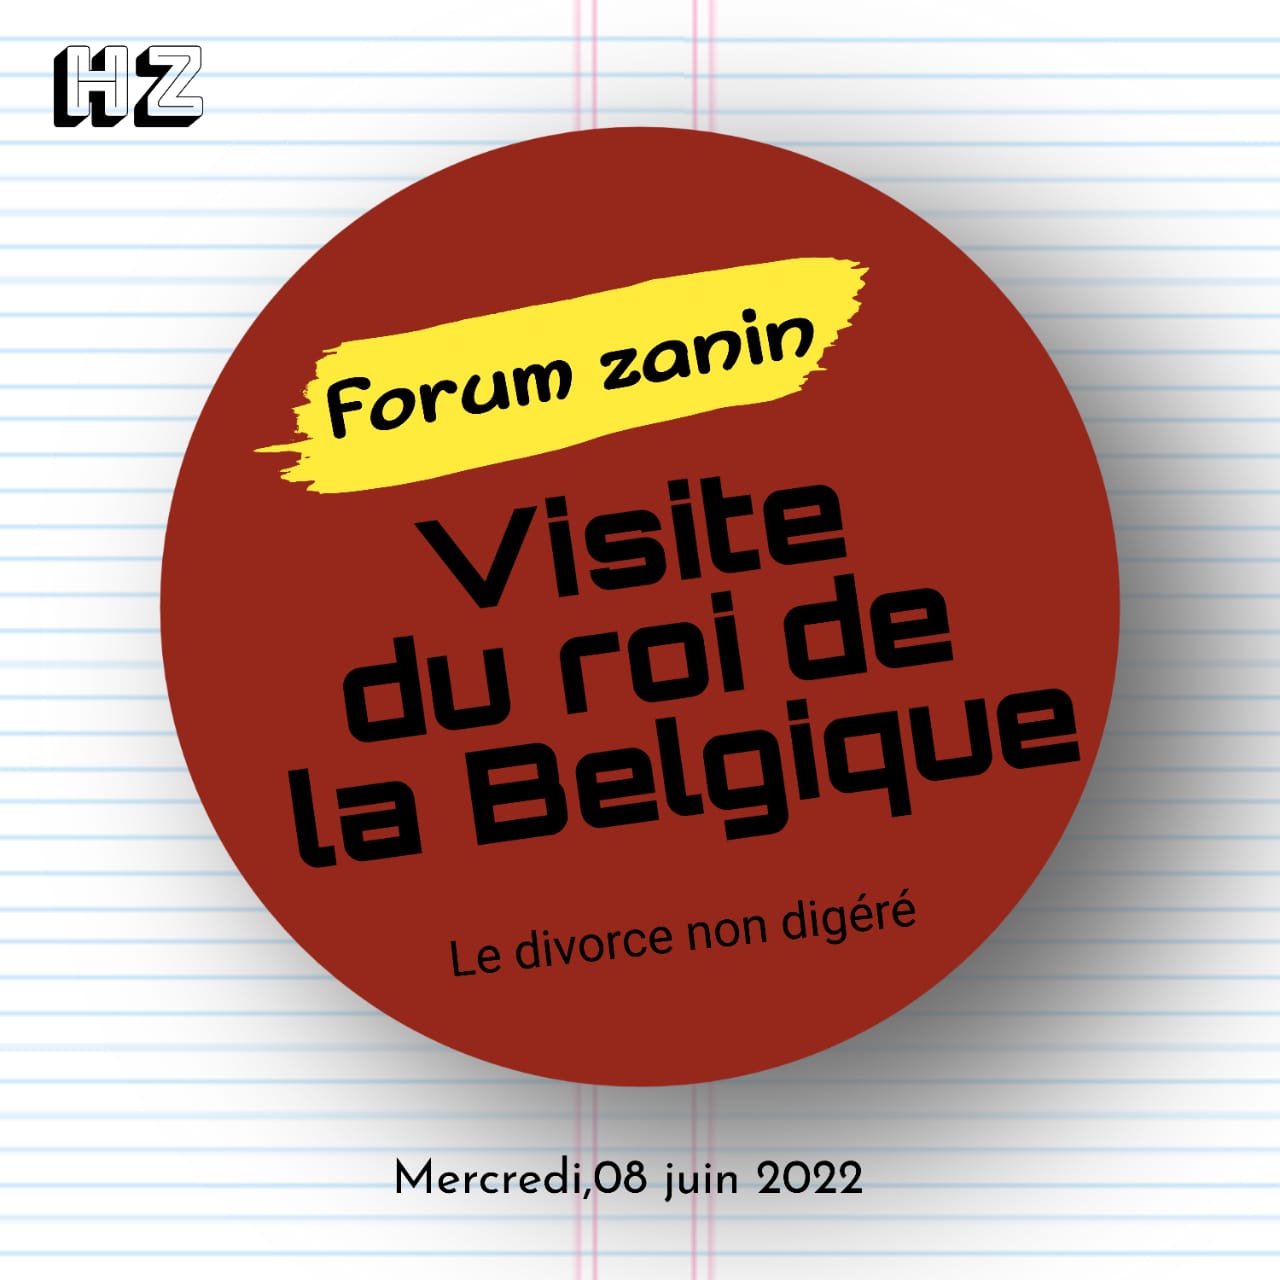 HZ
Forum zanin
Visite
du roi de
la Belgique
Le divorce non digéré
Mercredi,08 juin 2022